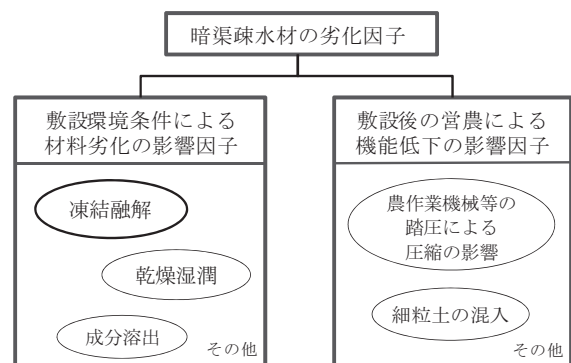 暗渠疎水材の劣化因子
敷設環境条件による
材料劣化の影響因子
凍結融解
乾燥湿潤
成分溶出
その他
敷設後の営農による
機能低下の影響因子
農作業機械等の
踏圧による
圧縮の影響
細粒土の混入
その他